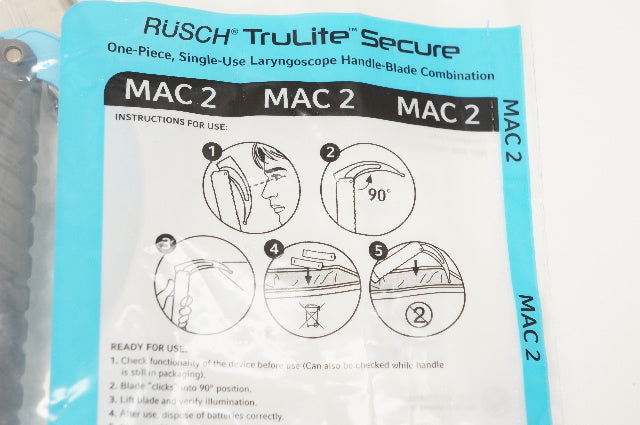 RÜSCH® TruLite™ Secure
One-Piece, Single-Use Laryngoscope Handle-Blade Combination
MAC 2 MAC 2 MAC 2
INSTRUCTIONS FOR USE:
1 2
90°
3 4 5
2
READY FOR USE.
1. Check functionality of the device before use (Can also be checked while handle
is still in packaging).
2. Blade "clicks" into 90° position.
3. Lift blade and verify illumination.
4. After use, dispose of batteries correctly.
MAC 2
MAC 2